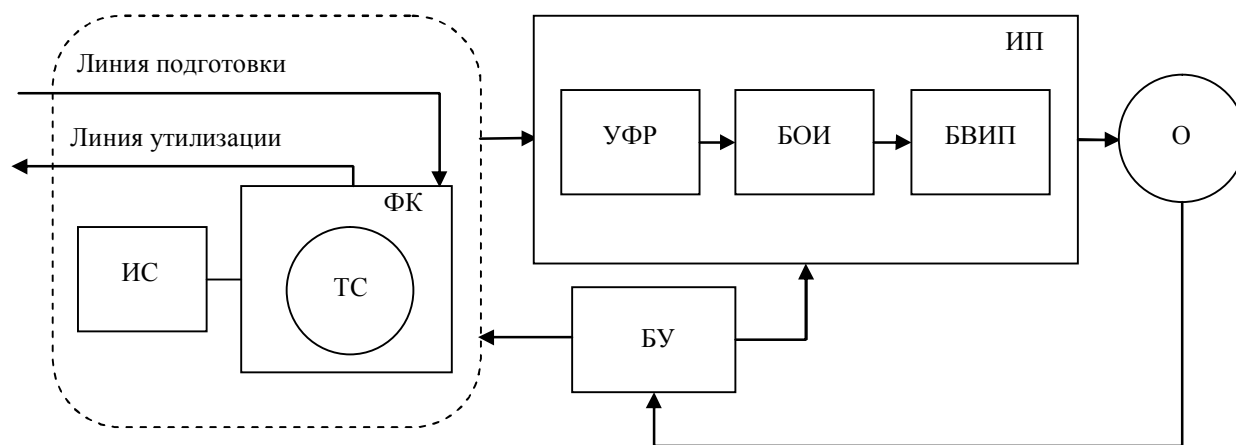 Линия подготовки
Линия утилизации
ФК
ИС
ТС
ИП
УФР
БОИ
БВИП
О
БУ